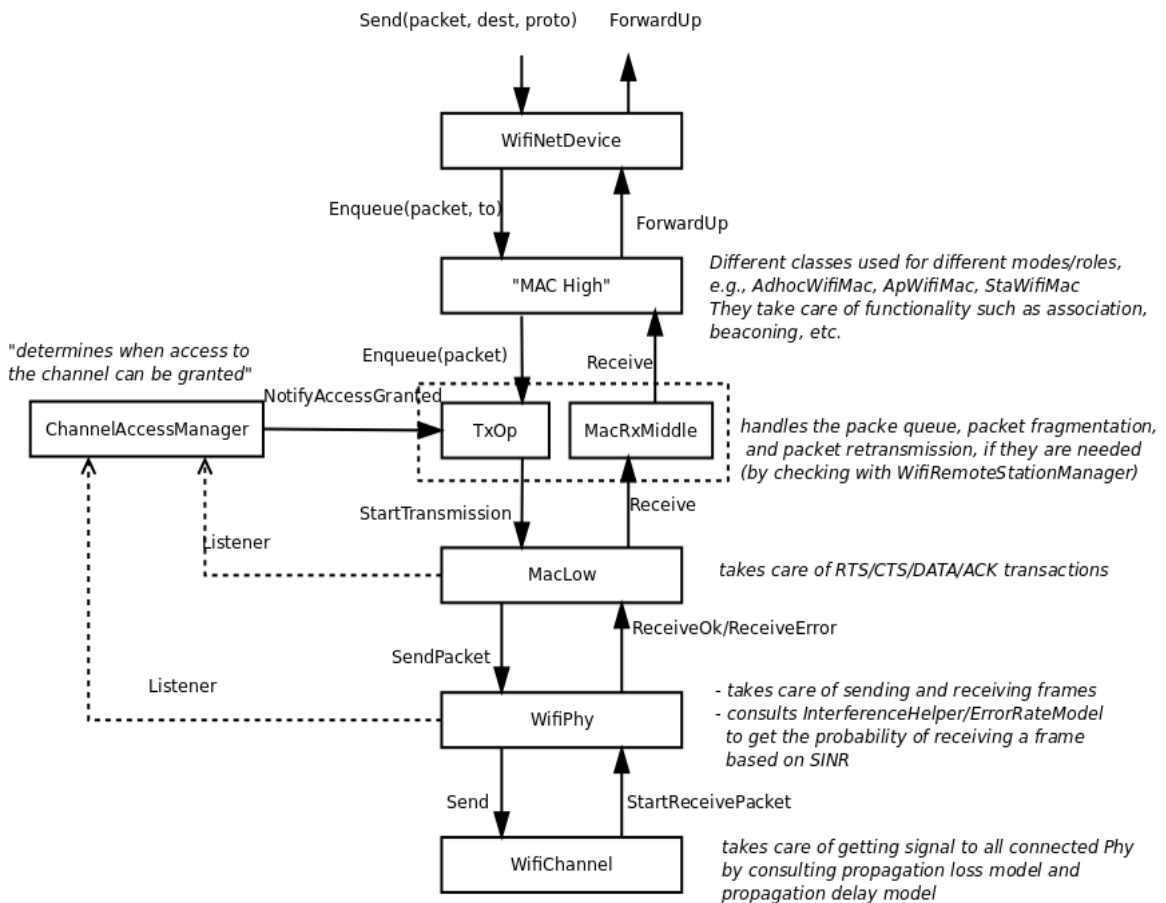 Send(packet, dest, proto)
ForwardUp
WifiNetDevice
Enqueue(packet, to)
ForwardUp
"MAC High"
Different classes used for different modes/roles,
e.g., AdhocWifiMac, ApWifiMac, StaWifiMac
They take care of functionality such as association,
beaconing, etc.
"determines when access to
the channel can be granted"
Enqueue(packet)
Receive
NotifyAccessGranted
ChannelAccessManager
TxOp
MacRxMiddle
handles the packe queue, packet fragmentation,
and packet retransmission, if they are needed
(by checking with WifiRemoteStationManager)
StartTransmission
Receive
Listener
MacLow
takes care of RTS/CTS/DATA/ACK transactions
ReceiveOk/ReceiveError
SendPacket
Listener
WifiPhy
- takes care of sending and receiving frames
- consults InterferenceHelper/ErrorRateModel
to get the probability of receiving a frame
based on SINR
Send
StartReceivePacket
WifiChannel
takes care of getting signal to all connected Phy
by consulting propagation loss model and
propagation delay model